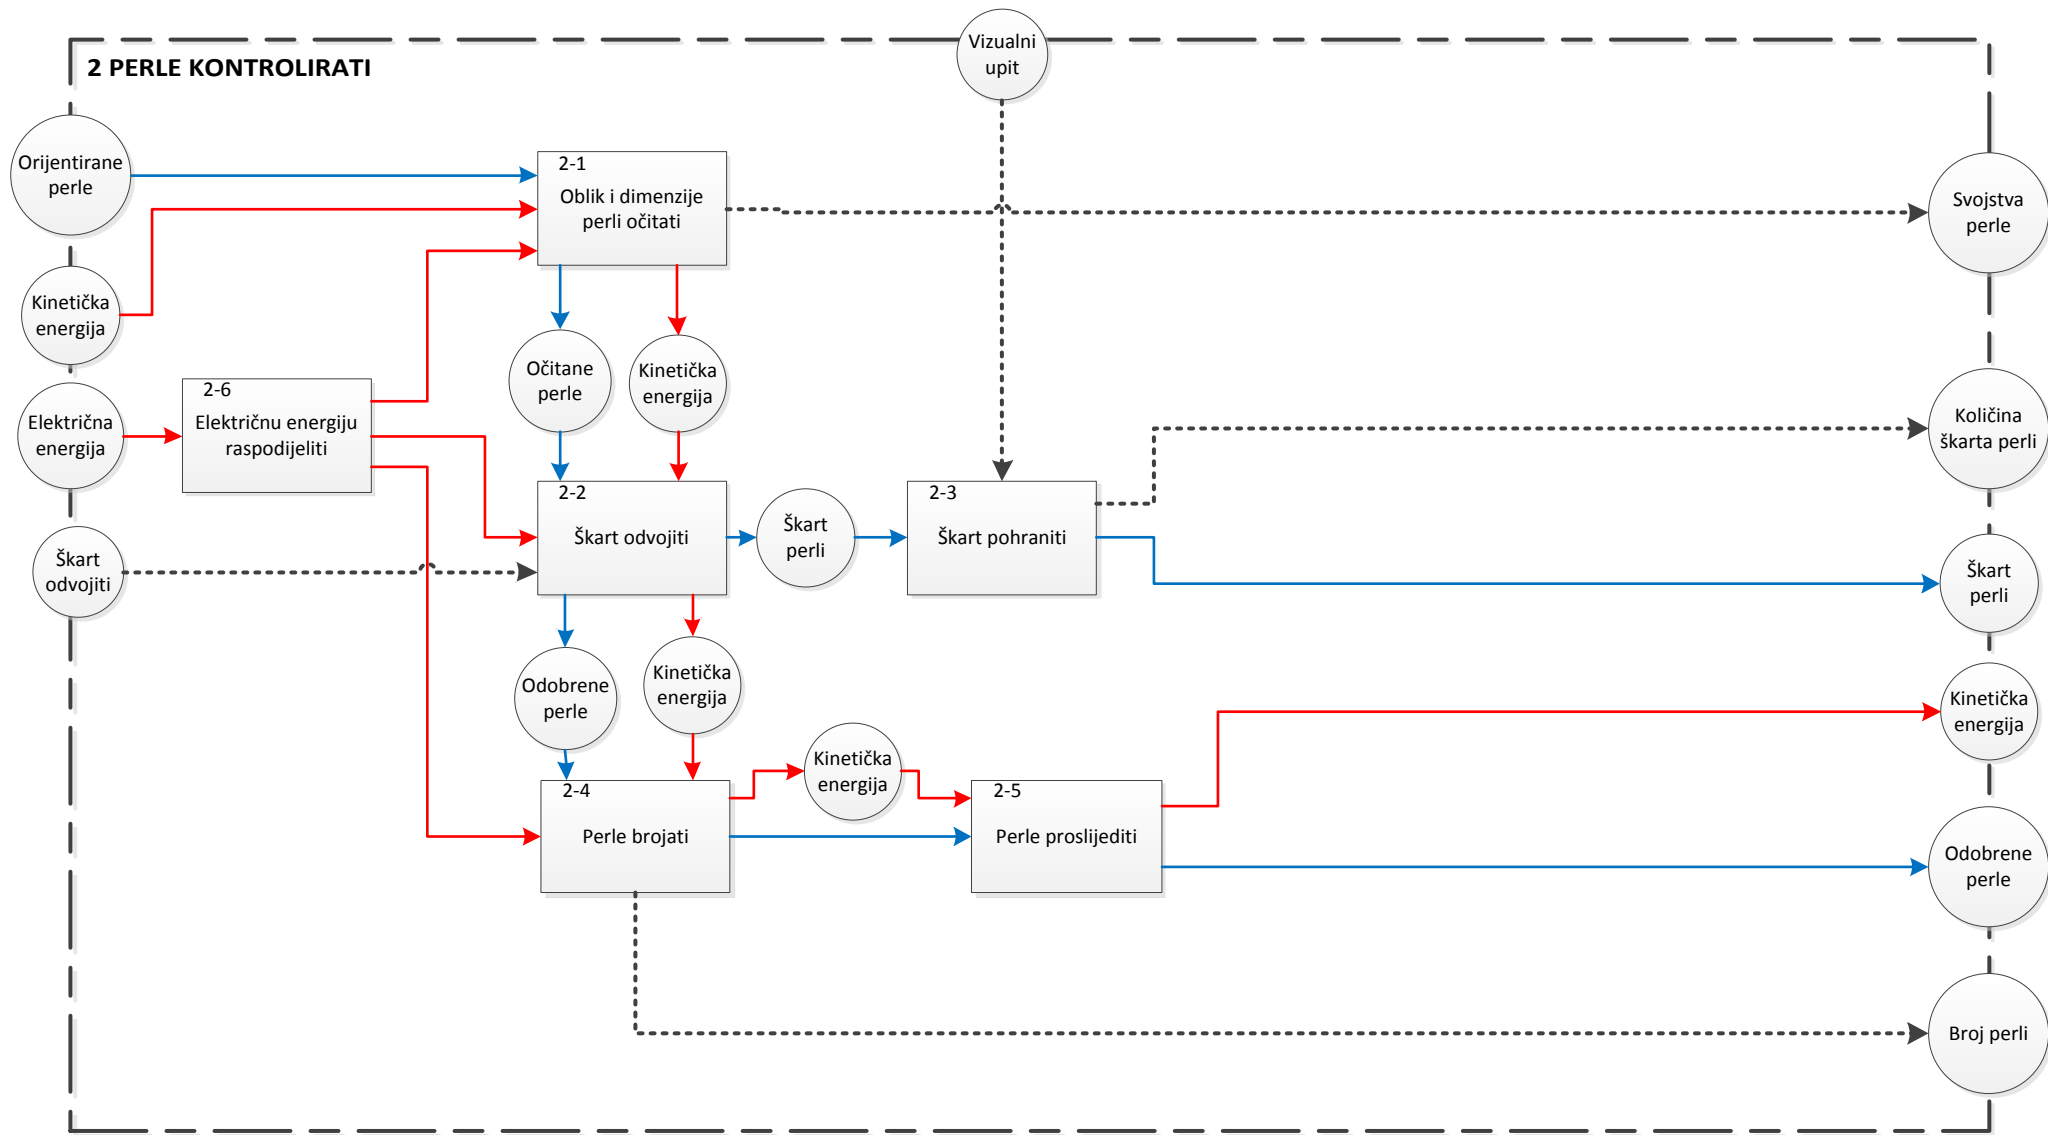 Vizualni
upit
2 PERLE KONTROLIRATI
Orijentirane
perle
2-1
Oblik i dimenzije
perli očitati
Svojstva
perle
Kinetička
energija
Očitane
perle
Kinetička
energija
2-6
Električnu energiju
raspodijeliti
Električna
energija
Količina
škarta perli
2-2
Škart odvojiti
Škart
perli
2-3
Škart pohraniti
Škart
odvojiti
Škart
perli
Odobrene
perle
Kinetička
energija
Kinetička
energija
Kinetička
energija
2-4
Perle brojati
2-5
Perle proslijediti
Odobrene
perle
Broj perli